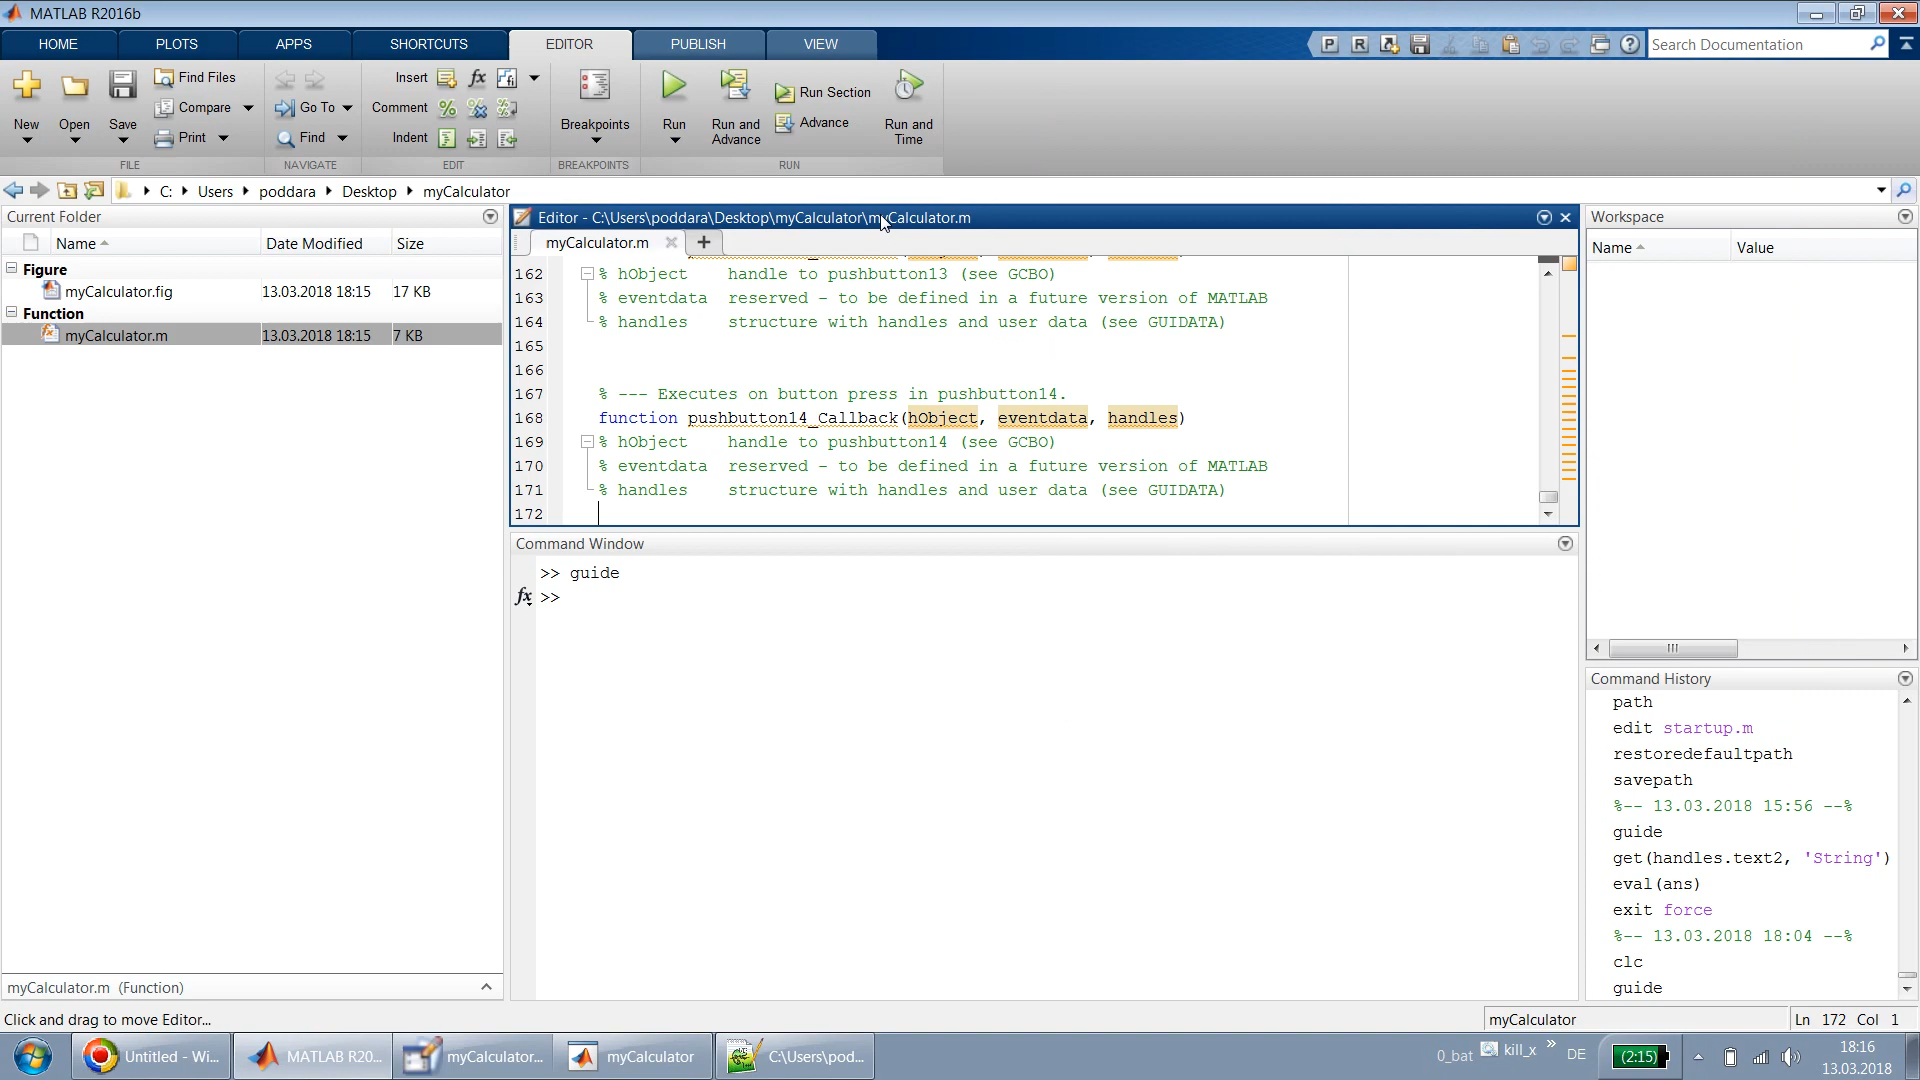 MATLAB R2016b
HOME
PLOTS
APPS
SHORTCUTS
EDITOR
PUBLISH
VIEW
Search Documentation
New
Open
Save
Find Files
Compare
Print
Go To
Find
Insert
Comment
Indent
Breakpoints
Run
Run and Advance
Run Section
Advance
Run and Time
FILE
NAVIGATE
EDIT
BREAKPOINTS
RUN
C: Users poddara Desktop myCalculator
Current Folder
Name Date Modified Size
Figure
myCalculator.fig 13.03.2018 18:15 17 KB
Function
myCalculator.m 13.03.2018 18:15 7 KB
myCalculator.m (Function)
Editor - C:\Users\poddara\Desktop\myCalculator\myCalculator.m
myCalculator.m
162 % hObject    handle to pushbutton13 (see GCBO)
163 % eventdata  reserved - to be defined in a future version of MATLAB
164 % handles    structure with handles and user data (see GUIDATA)
165
166
167 % --- Executes on button press in pushbutton14.
168 function pushbutton14_Callback(hObject, eventdata, handles)
169 % hObject    handle to pushbutton14 (see GCBO)
170 % eventdata  reserved - to be defined in a future version of MATLAB
171 % handles    structure with handles and user data (see GUIDATA)
172
Command Window
>> guide
fx >>
Workspace
Name Value
Command History
path
edit startup.m
restoredefaultpath
savepath
%-- 13.03.2018 15:56 --%
guide
get(handles.text2, 'String')
eval(ans)
exit force
%-- 13.03.2018 18:04 --%
clc
guide
Click and drag to move Editor...
myCalculator
Ln 172 Col 1
Untitled - Wi...
MATLAB R20...
myCalculator...
myCalculator
C:\Users\pod...
0_bat
kill_x
»
DE
(2:15)
18:16
13.03.2018